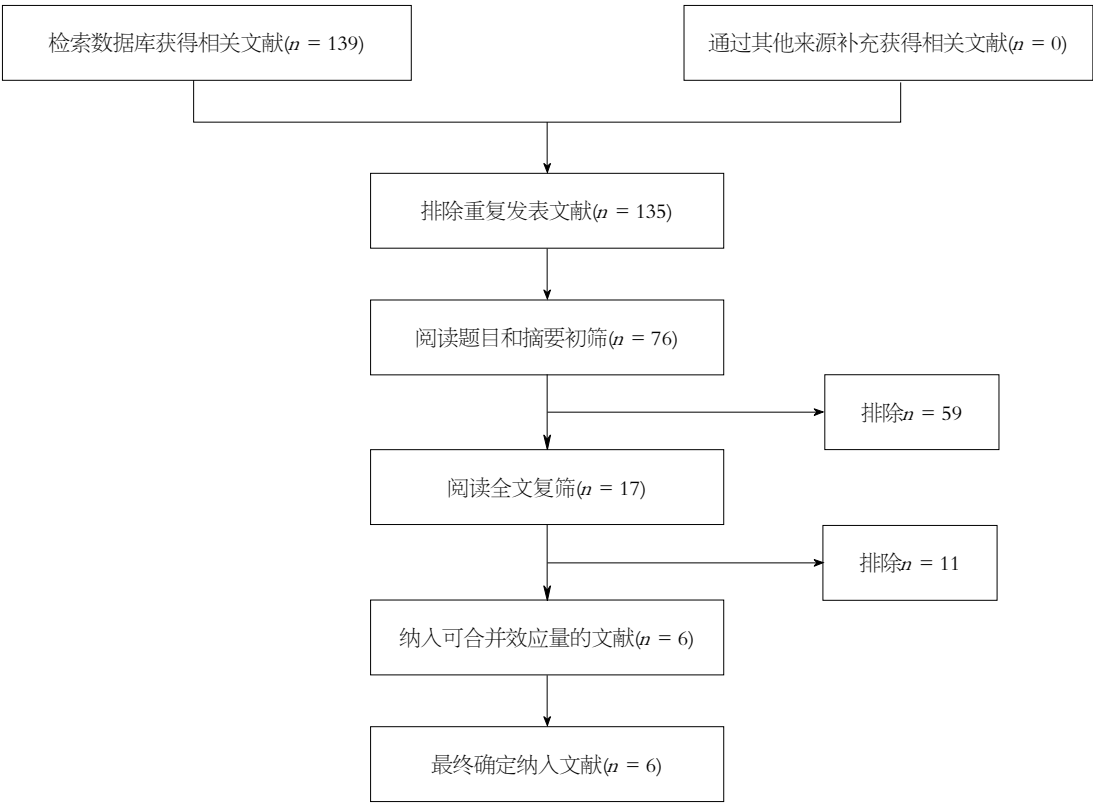 检索数据库获得相关文献(n = 139)
通过其他来源补充获得相关文献(n = 0)
排除重复发表文献(n = 135)
阅读题目和摘要初筛(n = 76)
排除n = 59
阅读全文复筛(n = 17)
排除n = 11
纳入可合并效应量的文献(n = 6)
最终确定纳入文献(n = 6)